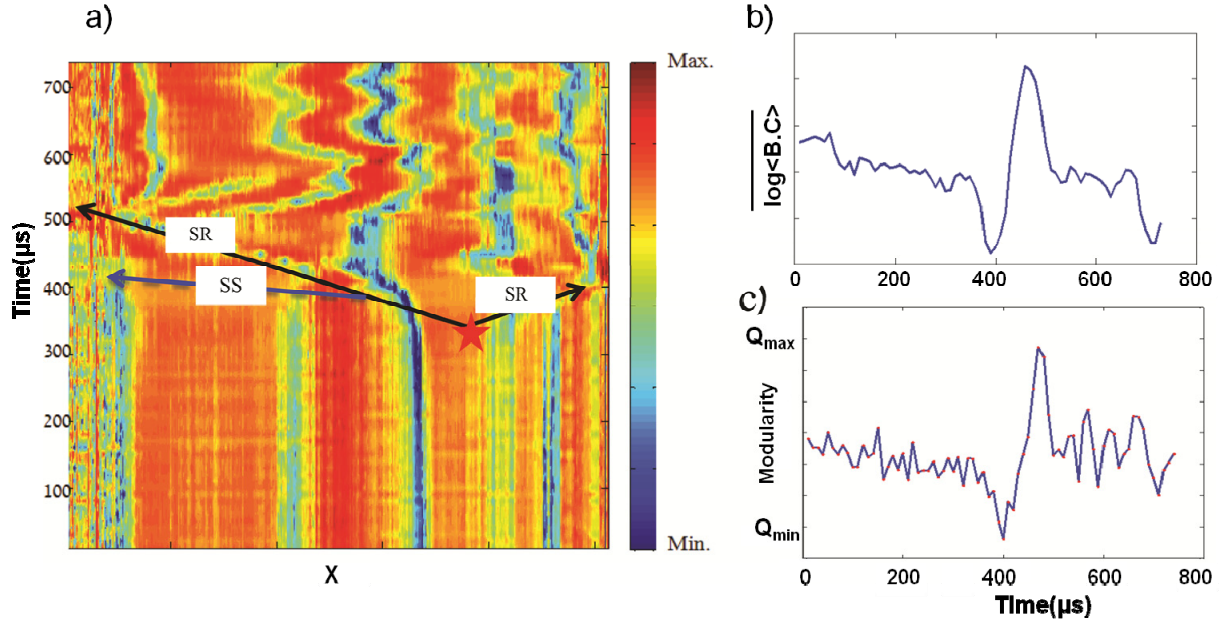 a)
Time(µs)
700
600
500
400
300
200
100
SR
SS
SR
X
Max.
Min.
b)
log<B.C>
0
200
400
600
800
c)
Qmax
Modularity
Qmin
0
200
400
600
800
Time(µs)